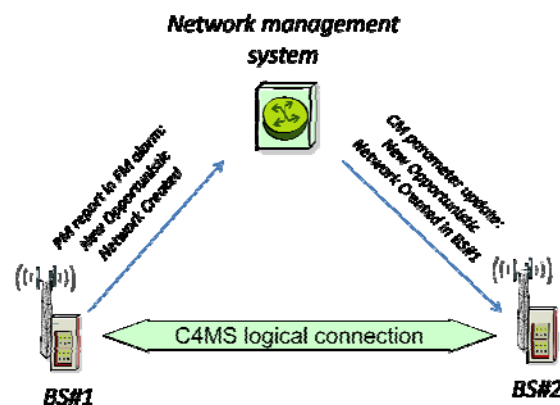 Network management
system
PM report in FM alarm:
New Opportunistic
Network Created
CM parameter update:
New Opportunistic
Network Created in BS#1
C4MS logical connection
BS#1
BS#2